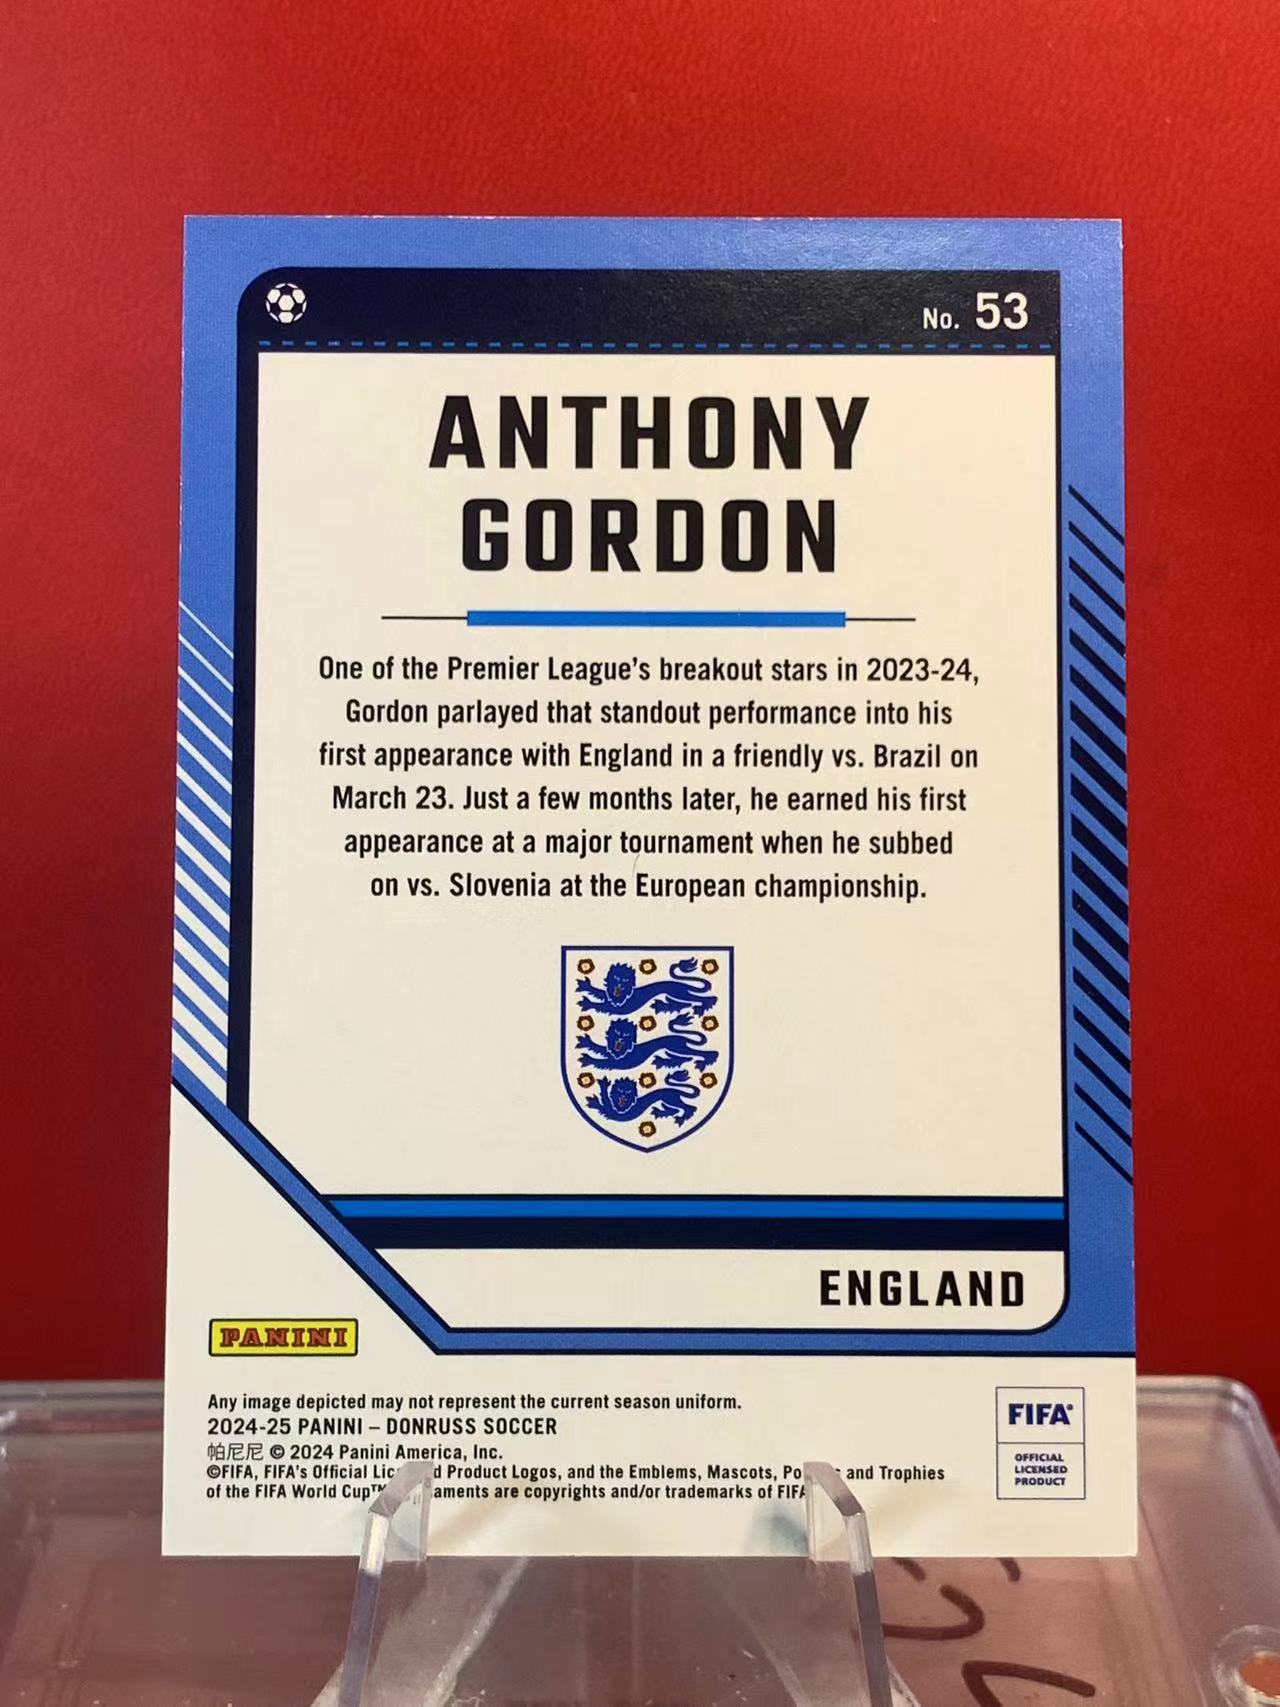 No. 53
ANTHONY
GORDON
One of the Premier League's breakout stars in 2023-24,
Gordon parlayed that standout performance into his
first appearance with England in a friendly vs. Brazil on
March 23. Just a few months later, he earned his first
appearance at a major tournament when he subbed
on vs. Slovenia at the European championship.
ENGLAND
PANINI
Any image depicted may not represent the current season uniform.
2024-25 PANINI – DONRUSS SOCCER
帕尼尼 © 2024 Panini America, Inc.
©FIFA, FIFA's Official Product Logos, and the Emblems, Mascots, and Trophies
of the FIFA World Cup™ are copyrights and/or trademarks of FIFA
FIFA®
OFFICIAL
LICENSED
PRODUCT